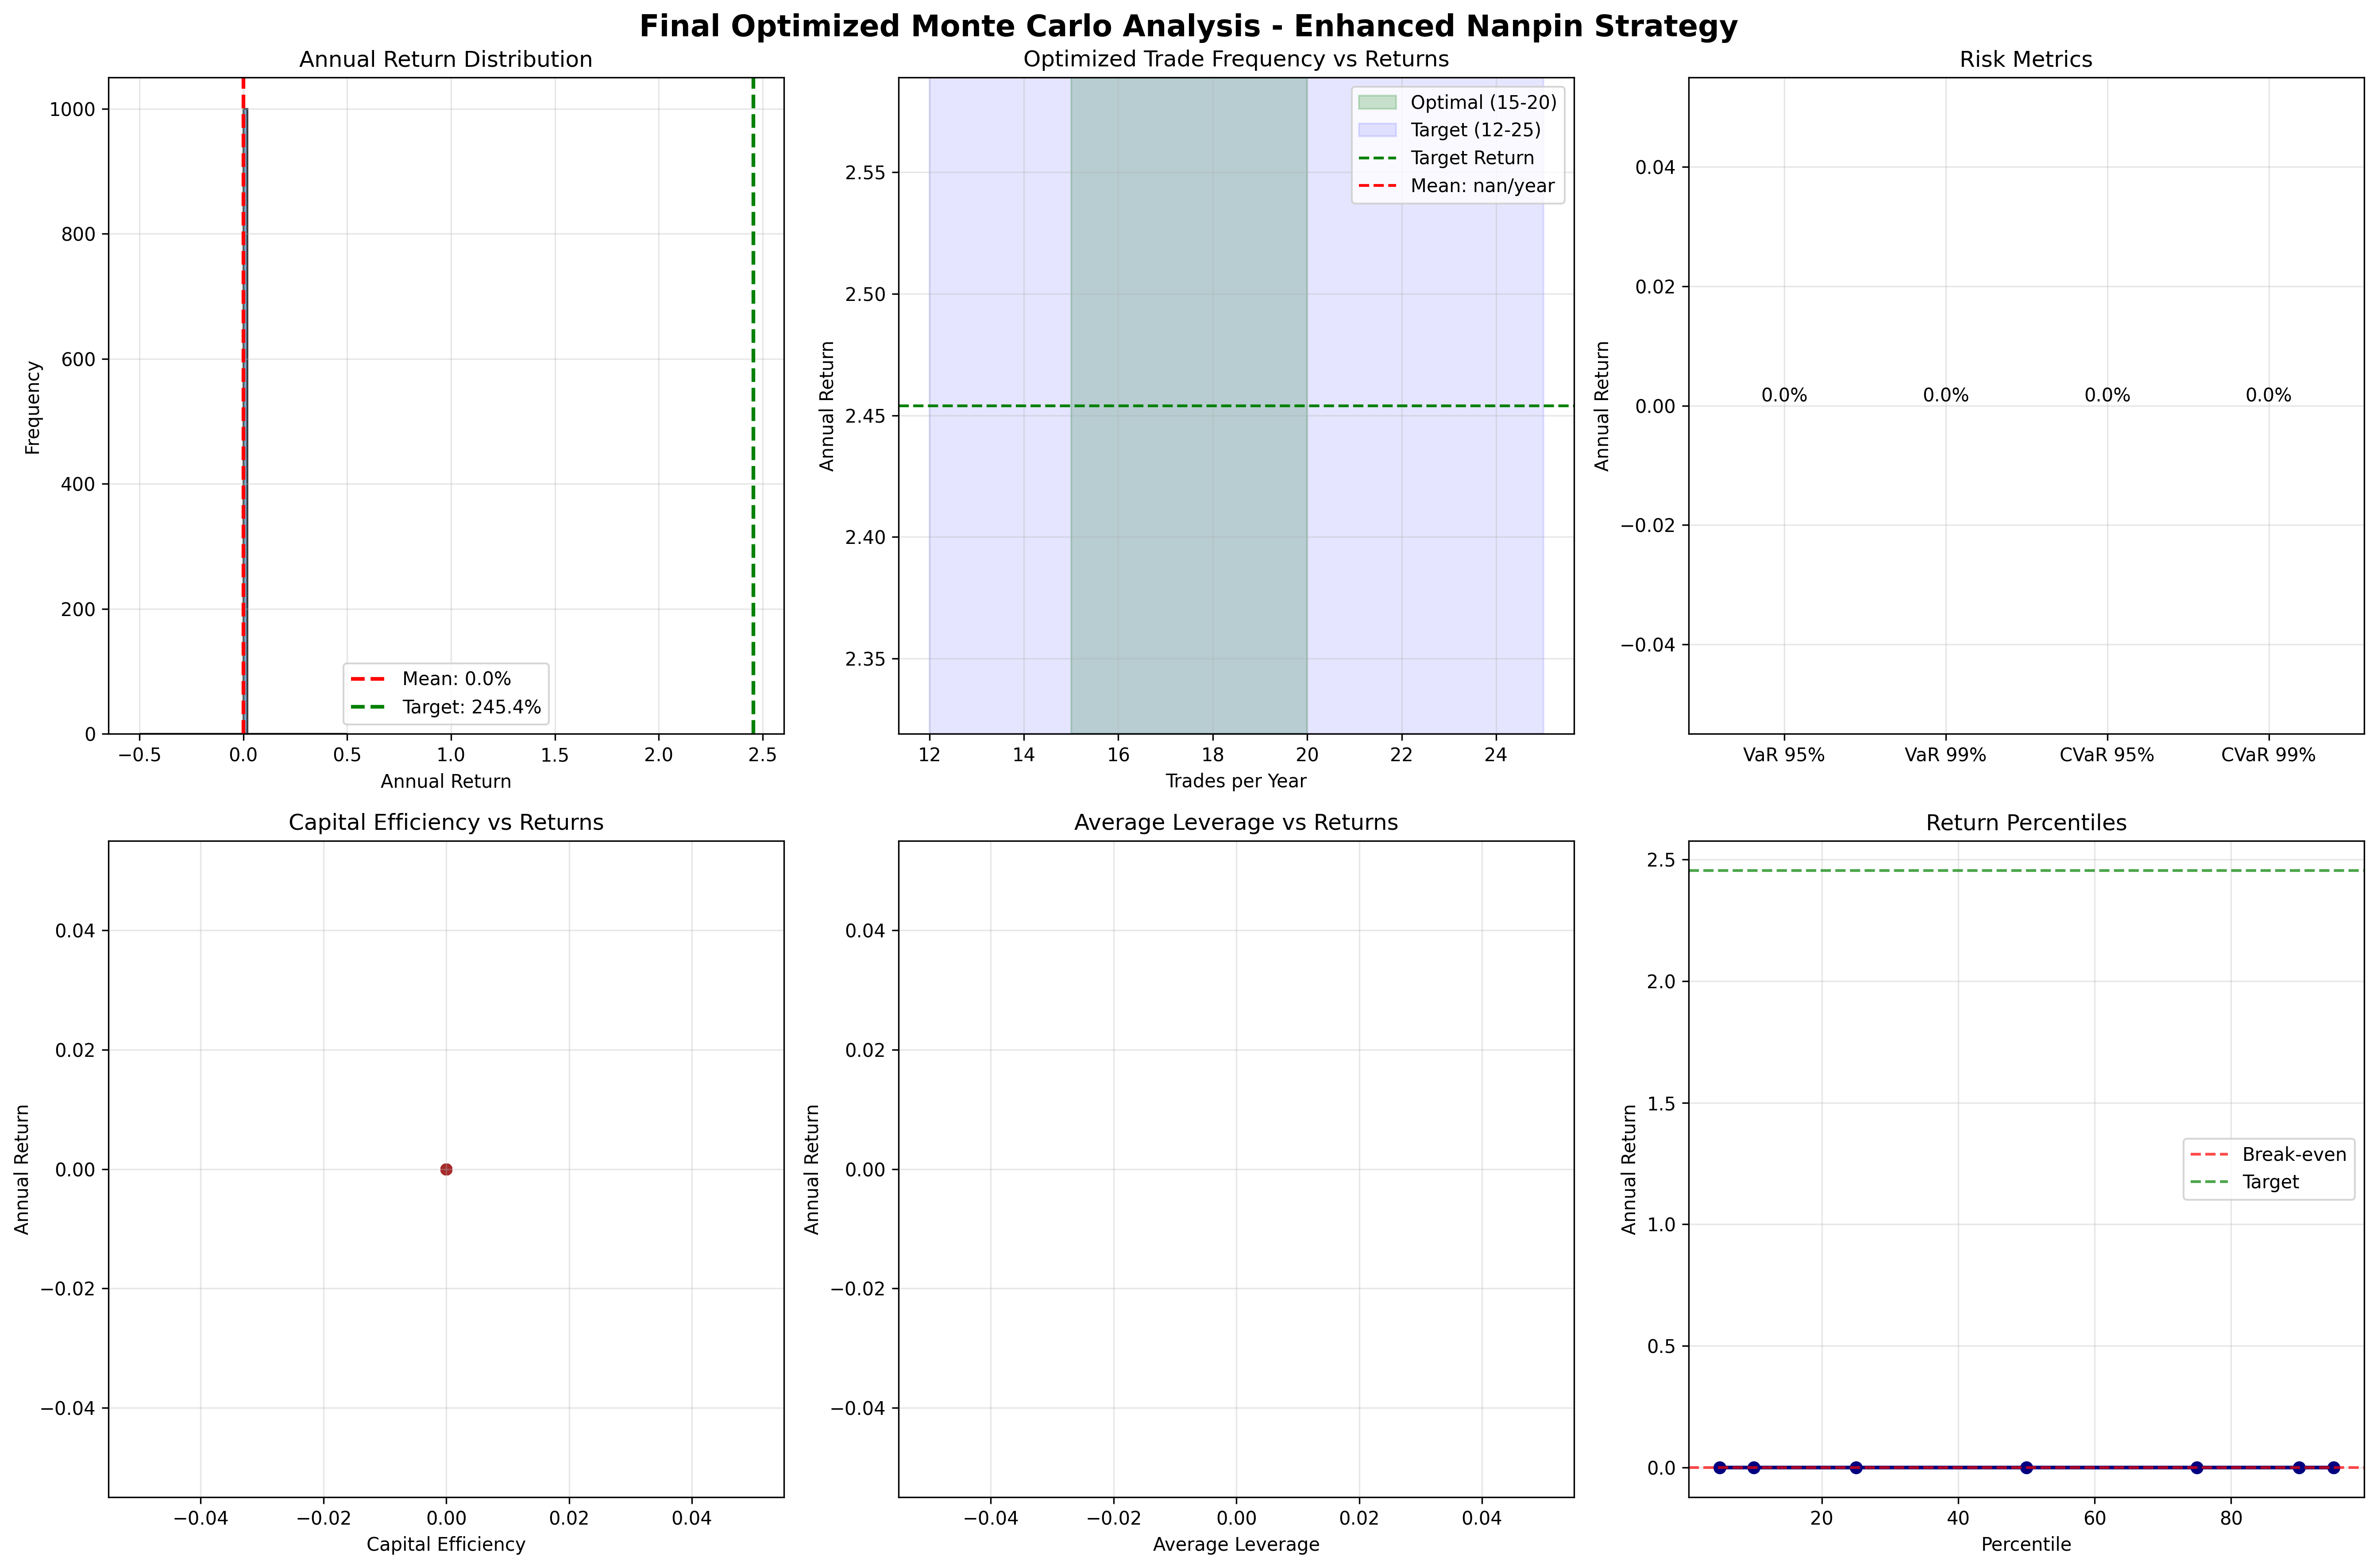 Final Optimized Monte Carlo Analysis - Enhanced Nanpin Strategy
Annual Return Distribution
1000
800
600
400
200
0
Frequency
−0.5
0.0
0.5
1.0
1.5
2.0
2.5
Annual Return
Mean: 0.0%
Target: 245.4%
Optimized Trade Frequency vs Returns
2.55
2.50
2.45
2.40
2.35
Annual Return
12
14
16
18
20
22
24
Trades per Year
Optimal (15-20)
Target (12-25)
Target Return
Mean: nan/year
Risk Metrics
0.04
0.02
0.00
−0.02
−0.04
Annual Return
0.0%
0.0%
0.0%
0.0%
VaR 95%
VaR 99%
CVaR 95%
CVaR 99%
Capital Efficiency vs Returns
0.04
0.02
0.00
−0.02
−0.04
Annual Return
−0.04
−0.02
0.00
0.02
0.04
Capital Efficiency
Average Leverage vs Returns
0.04
0.02
0.00
−0.02
−0.04
Annual Return
−0.04
−0.02
0.00
0.02
0.04
Average Leverage
Return Percentiles
2.5
2.0
1.5
1.0
0.5
0.0
Annual Return
Break-even
Target
20
40
60
80
Percentile